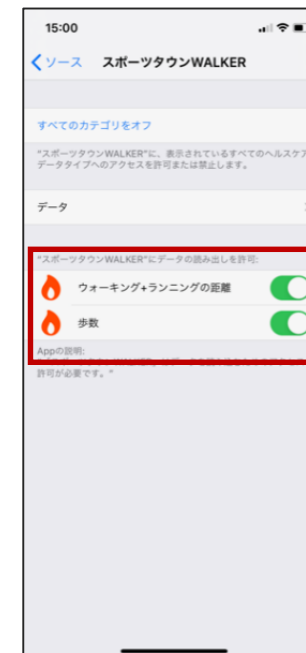 15:00
ソース スポーツタウンWALKER
すべてのカテゴリをオフ
"スポーツタウンWALKER"に、表示されているすべてのヘルスケア
データタイプへのアクセスを許可または禁止します。
データ
"スポーツタウンWALKER"にデータの読み出しを許可:
ウォーキング+ランニングの距離
歩数
Appの説明:
許可が必要です。"